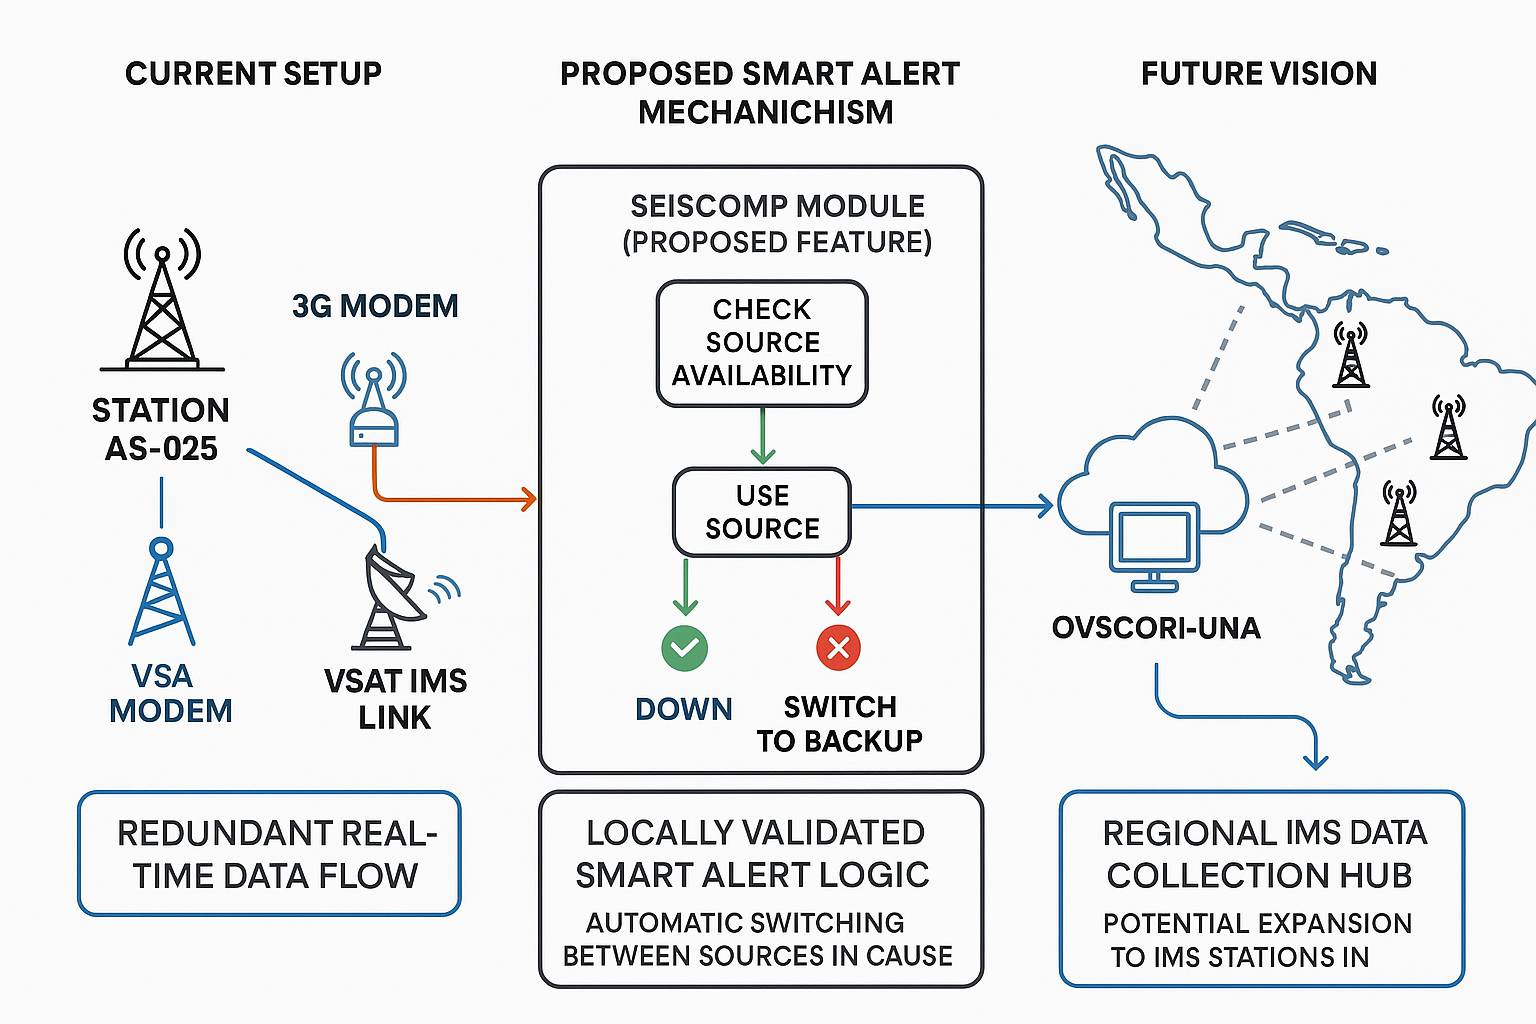 CURRENT SETUP
STATION
AS-025
3G MODEM
VSA
MODEM
VSAT IMS
LINK
REDUNDANT REAL-
TIME DATA FLOW
PROPOSED SMART ALERT
MECHANICHISM
SEISCOMP MODULE
(PROPOSED FEATURE)
CHECK
SOURCE
AVAILABILITY
USE
SOURCE
DOWN
SWITCH
TO BACKUP
LOCALLY VALIDATED
SMART ALERT LOGIC
AUTOMATIC SWITCHING
BETWEEN SOURCES IN CAUSE
FUTURE VISION
OVSCORI-UNA
REGIONAL IMS DATA
COLLECTION HUB
POTENTIAL EXPANSION
TO IMS STATIONS IN